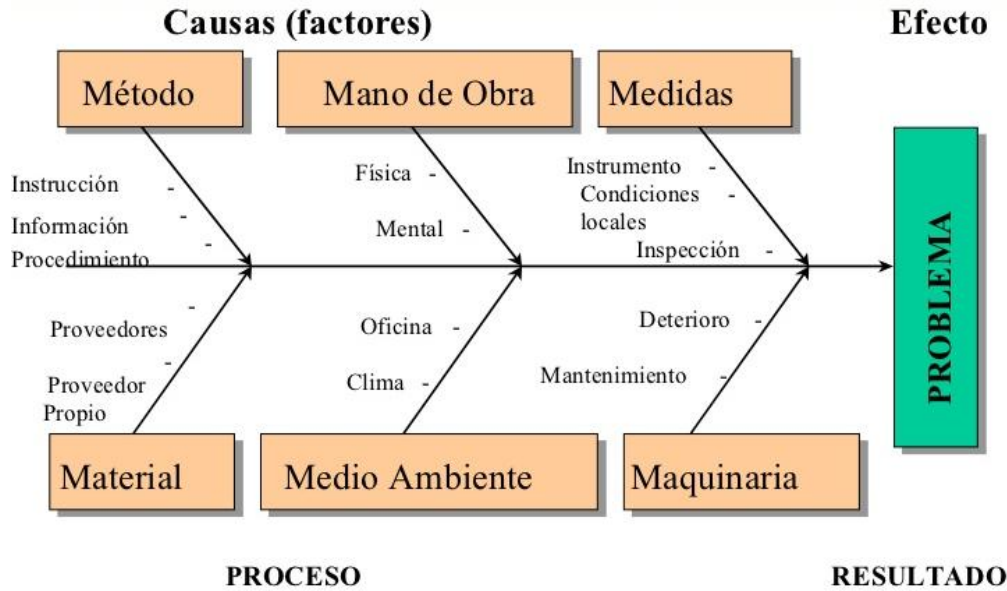 Causas (factores)
Efecto
Método
Mano de Obra
Medidas
Instrucción -
Información -
Procedimiento -
Física -
Mental -
Instrumento -
Condiciones -
locales
Inspección -
PROBLEMA
Proveedores -
Proveedor -
Propio
Oficina -
Clima -
Deterioro -
Mantenimiento -
Material
Medio Ambiente
Maquinaria
PROCESO
RESULTADO